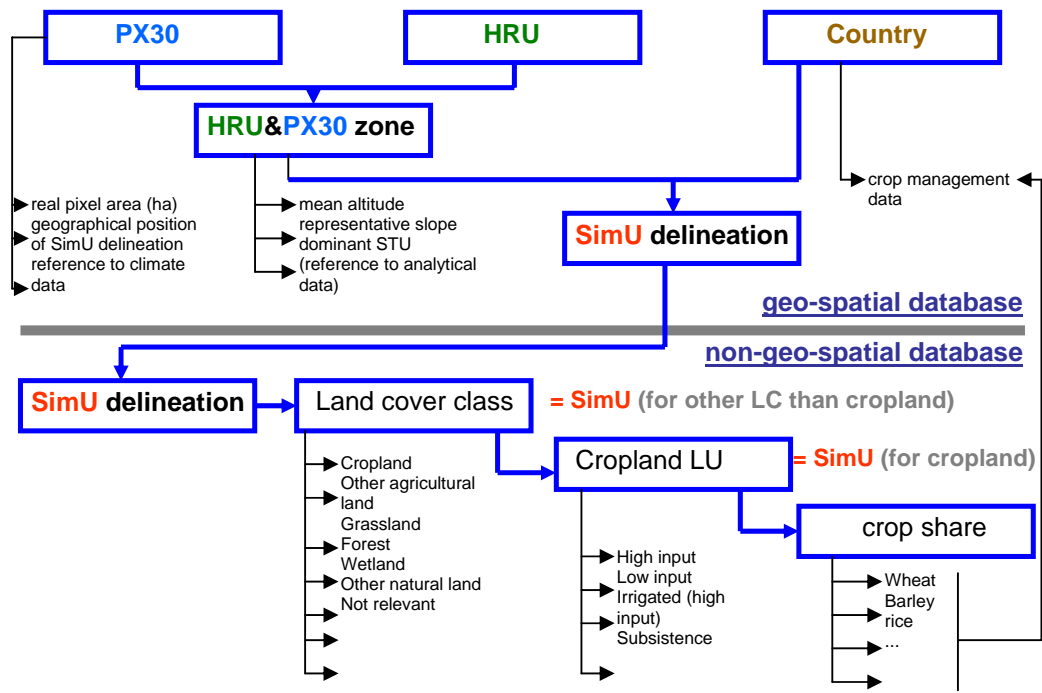 PX30
HRU
Country
HRU&PX30 zone
real pixel area (ha)
geographical position
of SimU delineation
reference to climate
data
mean altitude
representative slope
dominant STU
(reference to analytical
data)
crop management
data
SimU delineation
geo-spatial database
non-geo-spatial database
SimU delineation
Land cover class
= SimU (for other LC than cropland)
Cropland LU
= SimU (for cropland)
crop share
Cropland
Other agricultural
land
Grassland
Forest
Wetland
Other natural land
Not relevant
High input
Low input
Irrigated (high
input)
Subsistence
Wheat
Barley
rice
...